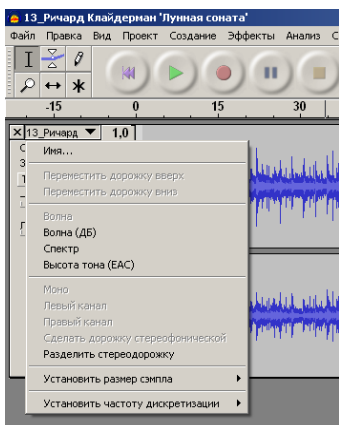 13_Ричард Клайдерман 'Лунная соната'
Файл Правка Вид Проект Создание Эффекты Анализ
-15 0 15 30
13_Ричард 1,0
Имя...
Переместить дорожку вверх
Переместить дорожку вниз
Волна
Волна (ДБ)
Спектр
Высота тона (EAC)
Моно
Левый канал
Правый канал
Сделать дорожку стереофонической
Разделить стереодорожку
Установить размер сэмпла
Установить частоту дискретизации